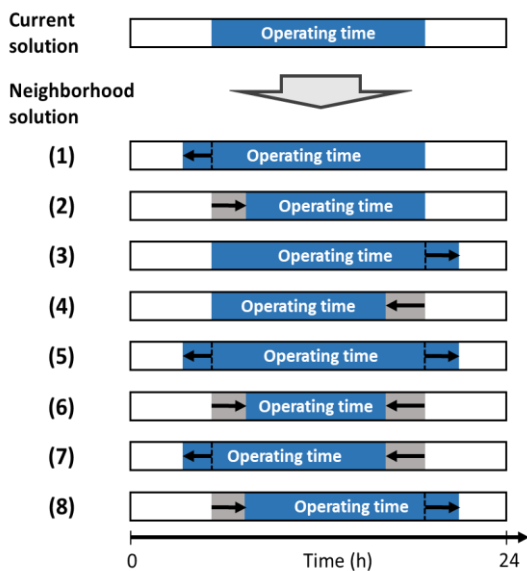 Current
solution
Operating time
Neighborhood
solution
(1) Operating time
(2) Operating time
(3) Operating time
(4) Operating time
(5) Operating time
(6) Operating time
(7) Operating time
(8) Operating time
0 Time (h) 24